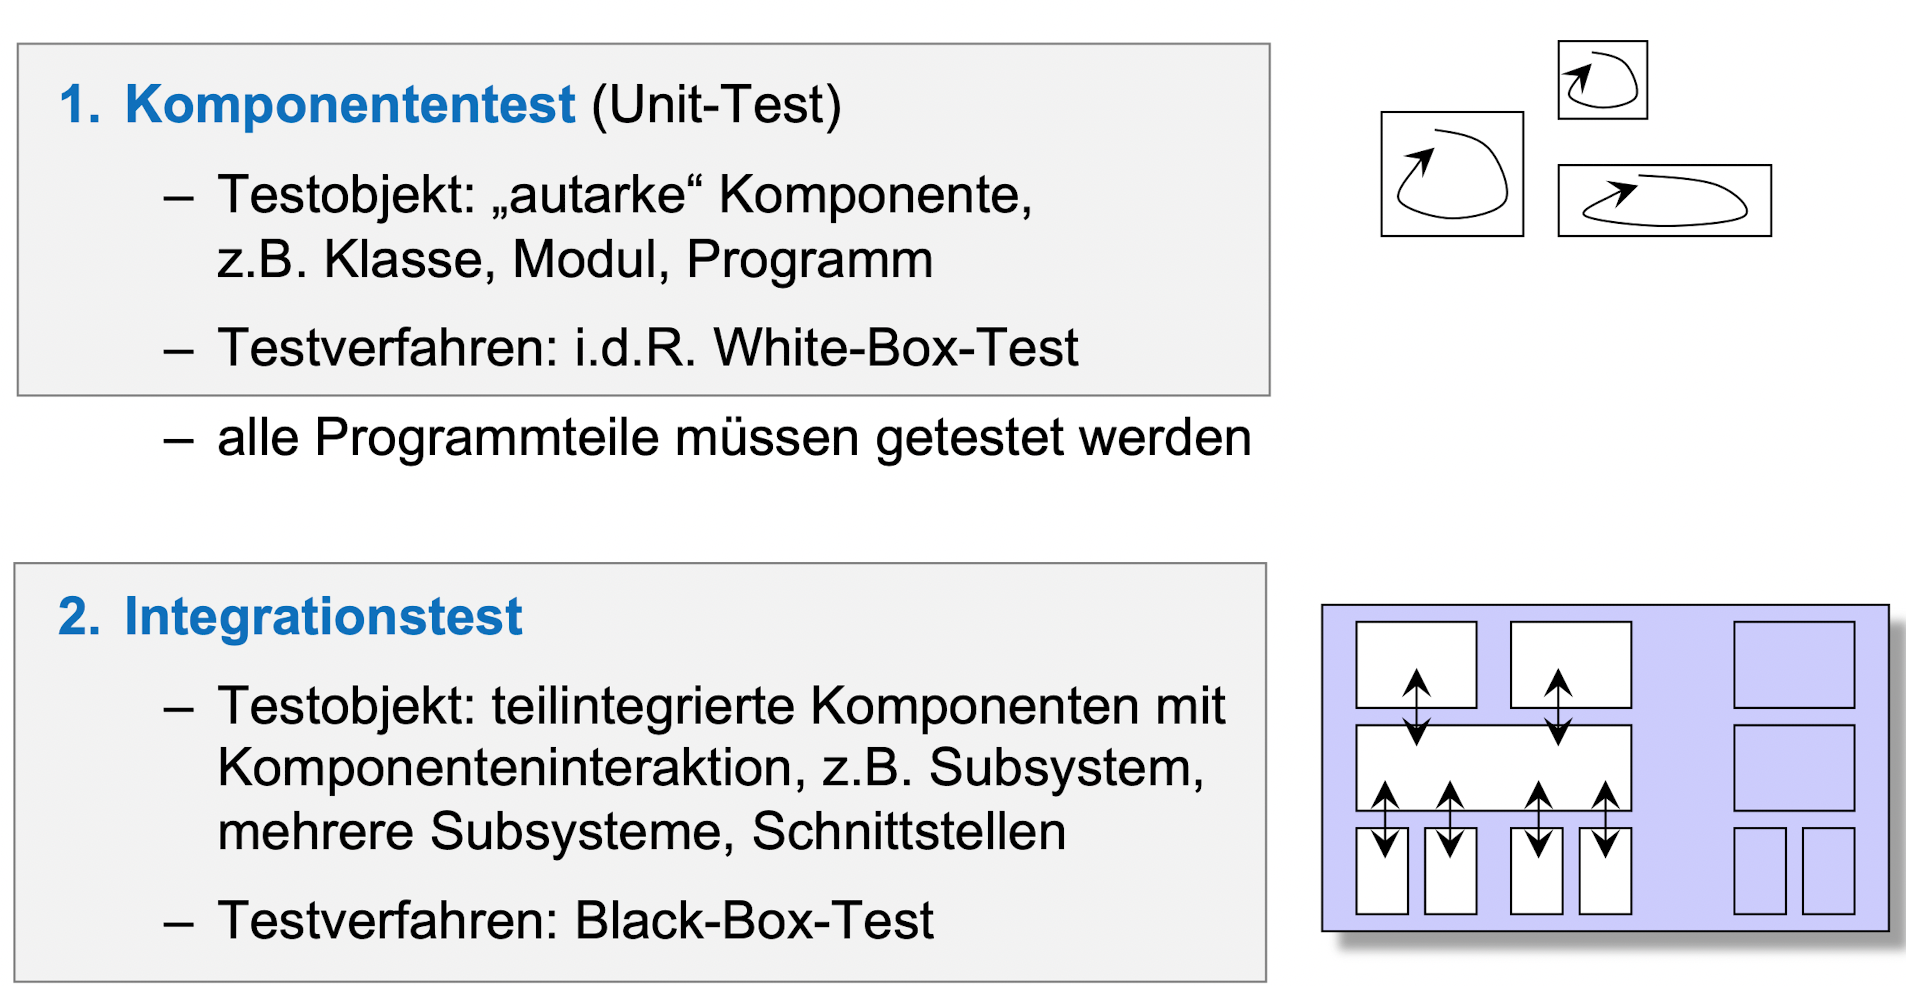 1. Komponententest (Unit-Test)
– Testobjekt: „autarke“ Komponente,
z.B. Klasse, Modul, Programm
– Testverfahren: i.d.R. White-Box-Test
– alle Programmteile müssen getestet werden
2. Integrationstest
– Testobjekt: teilintegrierte Komponenten mit
Komponenteninteraktion, z.B. Subsystem,
mehrere Subsysteme, Schnittstellen
– Testverfahren: Black-Box-Test